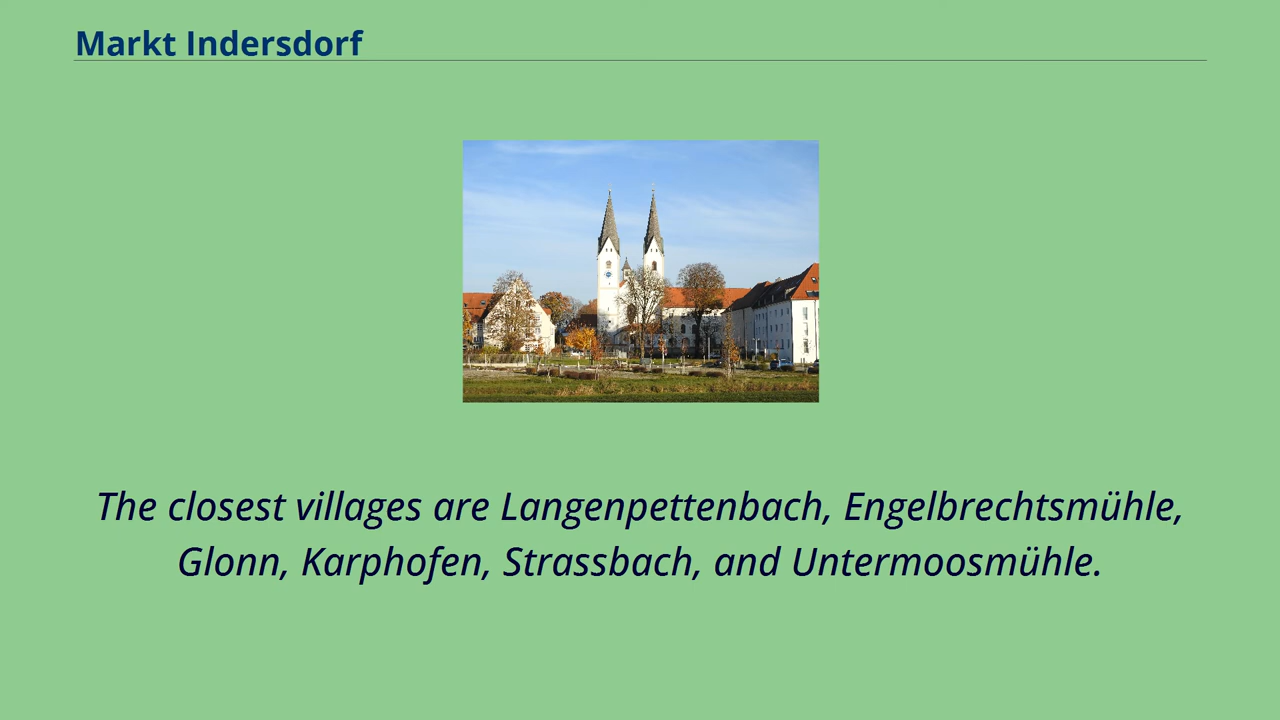 Markt Indersdorf
The closest villages are Langenpettenbach, Engelbrechtsmühle,
Glonn, Karphofen, Strassbach, and Untermoosmühle.